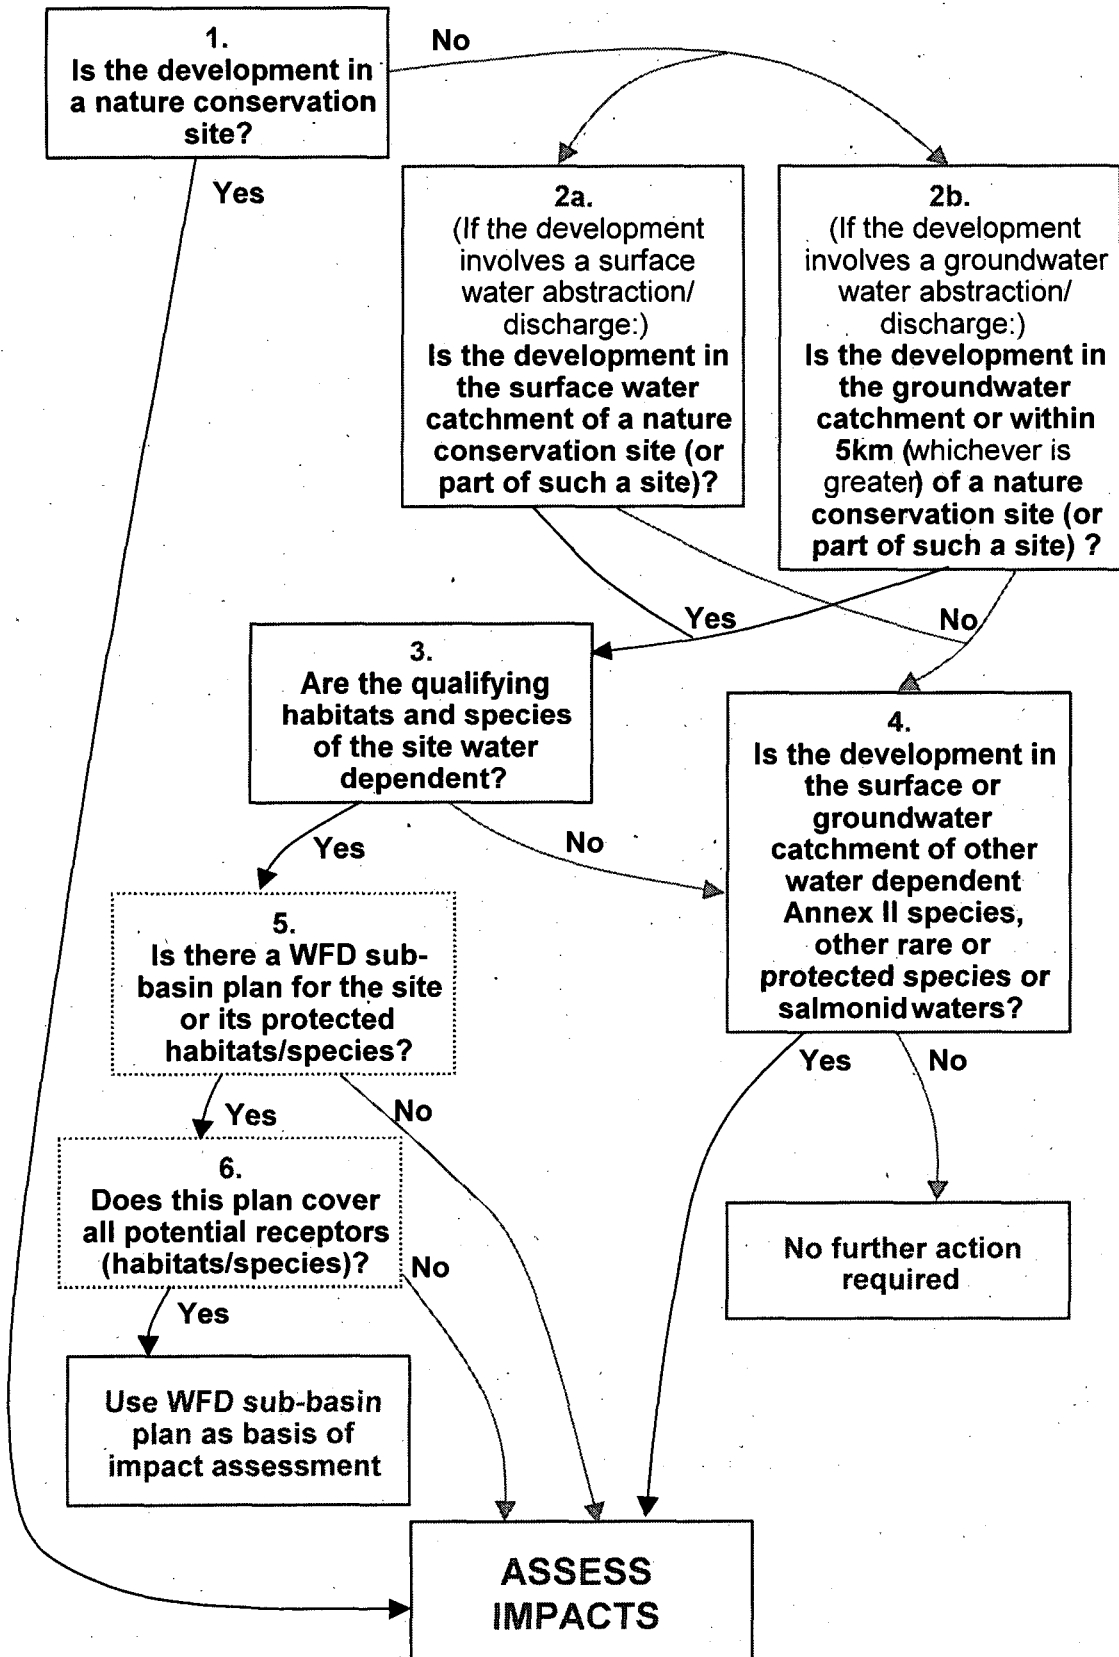 1.
Is the development in
a nature conservation
site?
No
Yes
2a.
(If the development
involves a surface
water abstraction/
discharge:)
Is the development in
the surface water
catchment of a nature
conservation site (or
part of such a site)?
2b.
(If the development
involves a groundwater
water abstraction/
discharge:)
Is the development in
the groundwater
catchment or within
5km (whichever is
greater) of a nature
conservation site (or
part of such a site) ?
Yes
No
3.
Are the qualifying
habitats and species
of the site water
dependent?
Yes
No
4.
Is the development in
the surface or
groundwater
catchment of other
water dependent
Annex II species,
other rare or
protected species or
salmonid waters?
Yes
No
5.
Is there a WFD sub-
basin plan for the site
or its protected
habitats/species?
Yes
No
6.
Does this plan cover
all potential receptors
(habitats/species)?
No
Yes
No further action
required
Use WFD sub-basin
plan as basis of
impact assessment
ASSESS
IMPACTS